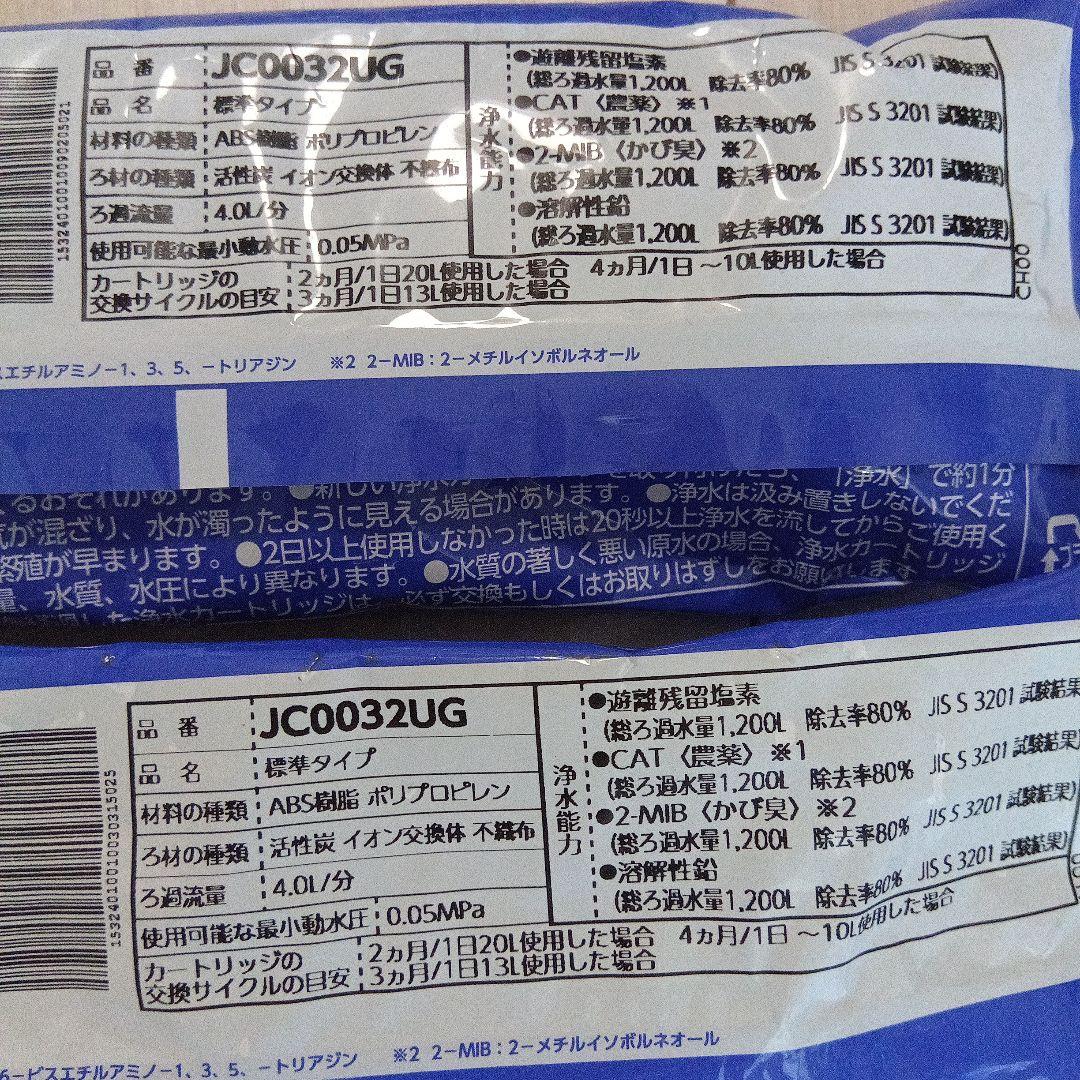 品番 JC0032UG
品名 標準タイプ
材料の種類 ABS樹脂 ポリプロピレン
ろ材の種類 活性炭 イオン交換体 不織布
ろ過流量 4.0L/分
使用可能な最小動水圧 0.05MPa
カートリッジの交換サイクルの目安 2ヵ月/1日20L使用した場合 4ヵ月/1日 ～10L使用した場合
3ヵ月/1日13L使用した場合
浄水能力
●遊離残留塩素
(総ろ過水量1,200L 除去率80% JIS S 3201 試験結果)
●CAT〈農薬〉※1
(総ろ過水量1,200L 除去率80% JIS S 3201 試験結果)
●2-MIB〈かび臭〉※2
(総ろ過水量1,200L 除去率80% JIS S 3201 試験結果)
●溶解性鉛
(総ろ過水量1,200L 除去率80% JIS S 3201 試験結果)
CH00
1532401001009020​5021
スエチルアミノ-1、3、5、-トリアジン ※2 2-MIB：2-メチルイソボルネオール
るおそれがあります。●新しい浄水カ 「浄水」で約1分
気が混ざり、水が濁ったように見える場合があります。●浄水は汲み置きしないでくだ
繁殖が早まります。●2日以上使用しなかった時は20秒以上浄水を流してからご使用く
、水質、水圧により異なります。●水質の著しく悪い原水の場合、浄水カートリッジ
した浄水カートリッジは、必ず交換もしくはお取りはずしをお願いします
品番 JC0032UG
品名 標準タイプ
材料の種類 ABS樹脂 ポリプロピレン
ろ材の種類 活性炭 イオン交換体 不織布
ろ過流量 4.0L/分
使用可能な最小動水圧 0.05MPa
カートリッジの交換サイクルの目安 2ヵ月/1日20L使用した場合 4ヵ月/1日 ～10L使用した場合
3ヵ月/1日13L使用した場合
浄水能力
●遊離残留塩素
(総ろ過水量1,200L 除去率80% JIS S 3201 試験結果
●CAT〈農薬〉※1
(総ろ過水量1,200L 除去率80% JIS S 3201 試験結果
●2-MIB〈かび臭〉※2
(総ろ過水量1,200L 除去率80% JIS S 3201 試験結果)
●溶解性鉛
(総ろ過水量1,200L 除去率80% JIS S 3201 試験結果)
15324010010030315025
6-ビスエチルアミノ-1、3、5、-トリアジン ※2 2-MIB：2-メチルイソボルネオール